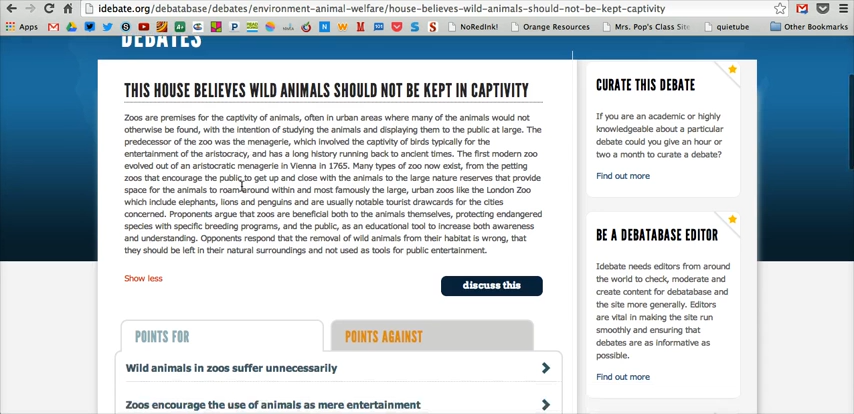 idebate.org/debatabase/debates/environment-animal-welfare/house-believes-wild-animals-should-not-be-kept-captivity
Apps
NoRedInk!
Orange Resources
Mrs. Pop's Class Sit
quietube
Other Bookmarks
DEBATES
THIS HOUSE BELIEVES WILD ANIMALS SHOULD NOT BE KEPT IN CAPTIVITY
Zoos are premises for the captivity of animals, often in urban areas where many of the animals would not
otherwise be found, with the intention of studying the animals and displaying them to the public at large. The
predecessor of the zoo was the menagerie, which involved the captivity of birds typically for the
entertainment of the aristocracy, and has a long history running back to ancient times. The first modern zoo
evolved out of an aristocratic menagerie in Vienna in 1765. Many types of zoo now exist, from the petting
zoos that encourage the public to get up and close with the animals to the large nature reserves that provide
space for the animals to roam around within and most famously the large, urban zoos like the London Zoo
which include elephants, lions and penguins and are usually notable tourist drawcards for the cities
concerned. Proponents argue that zoos are beneficial both to the animals themselves, protecting endangered
species with specific breeding programs, and the public, as an educational tool to increase both awareness
and understanding. Opponents respond that the removal of wild animals from their habitat is wrong, that
they should be left in their natural surroundings and not used as tools for public entertainment.
Show less
discuss this
POINTS FOR
POINTS AGAINST
Wild animals in zoos suffer unnecessarily
Zoos encourage the use of animals as mere entertainment
CURATE THIS DEBATE
If you are an academic or highly
knowledgeable about a particular
debate could you give an hour or
two a month to curate a debate?
Find out more
BE A DEBATABASE EDITOR
Idebate needs editors from around
the world to check, moderate and
create content for debatabase and
the site more generally. Editors
are vital in making the site run
smoothly and ensuring that
debates are as informative as
possible.
Find out more